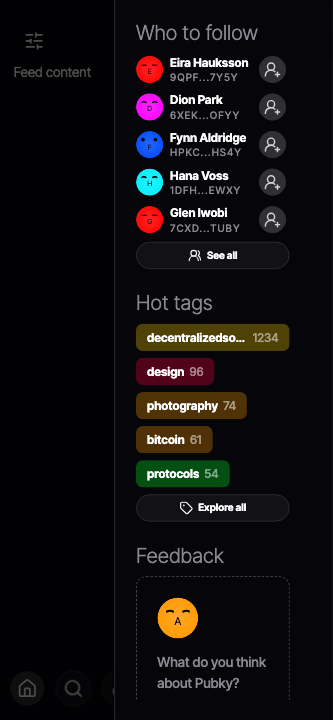 Feed content
Who to follow
E
Eira Hauksson
9QPF...7Y5Y
D
Dion Park
6XEK...OFYY
F
Fynn Aldridge
HPKC...HS4Y
H
Hana Voss
1DFH...EWXY
G
Glen Iwobi
7CXD...TUBY
See all
Hot tags
decentralizedso... 1234
design 96
photography 74
bitcoin 61
protocols 54
Explore all
Feedback
A
What do you think
about Pubky?